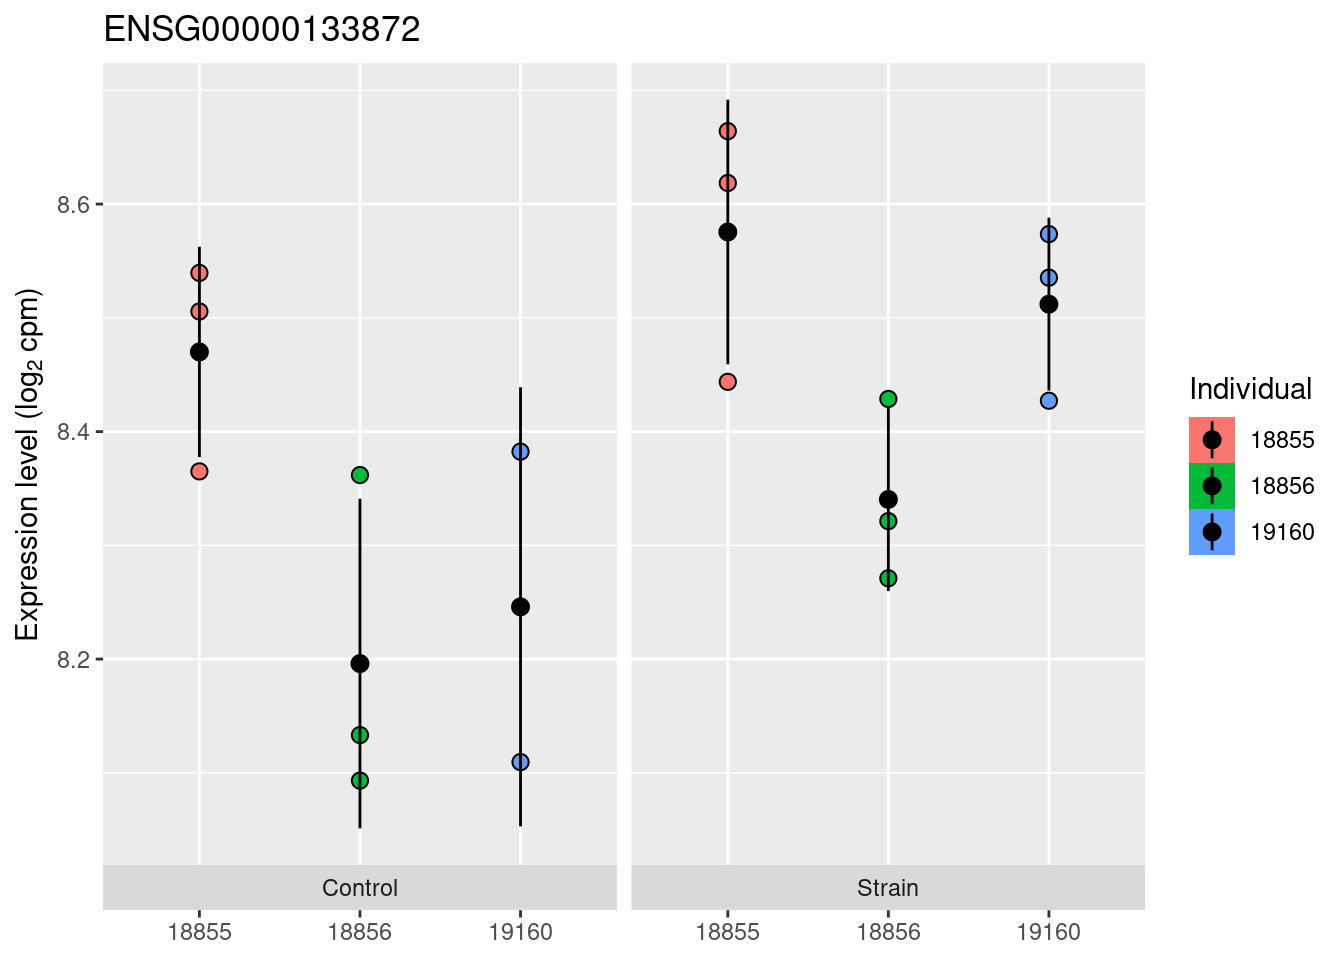 ENSG00000133872
Expression level (log2 cpm)
8.6
8.4
8.2
Control
Strain
18855
18856
19160
18855
18856
19160
Individual
18855
18856
19160